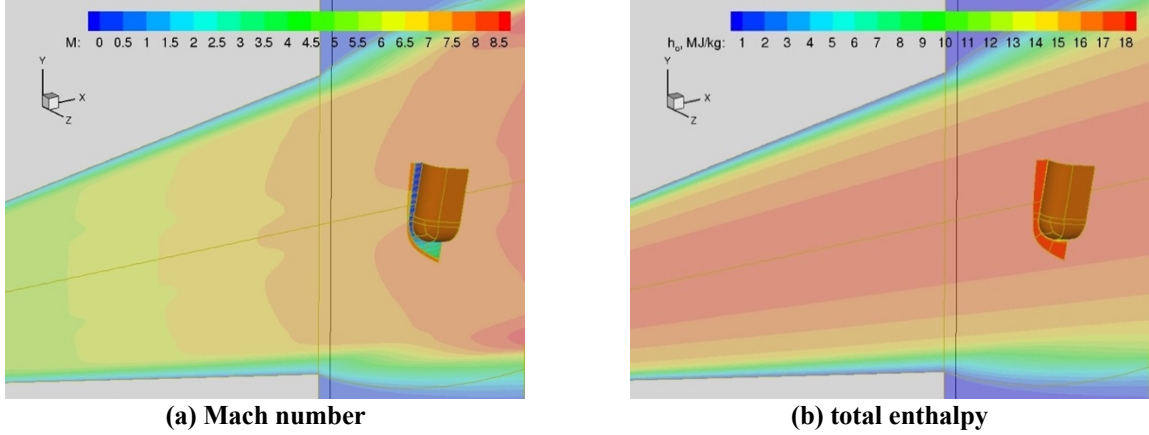 M: 0 0.5 1 1.5 2 2.5 3 3.5 4 4.5 5 5.5 6 6.5 7 7.5 8 8.5
Y
X
Z
(a) Mach number
h₀, MJ/kg: 1 2 3 4 5 6 7 8 9 10 11 12 13 14 15 16 17 18
Y
X
Z
(b) total enthalpy